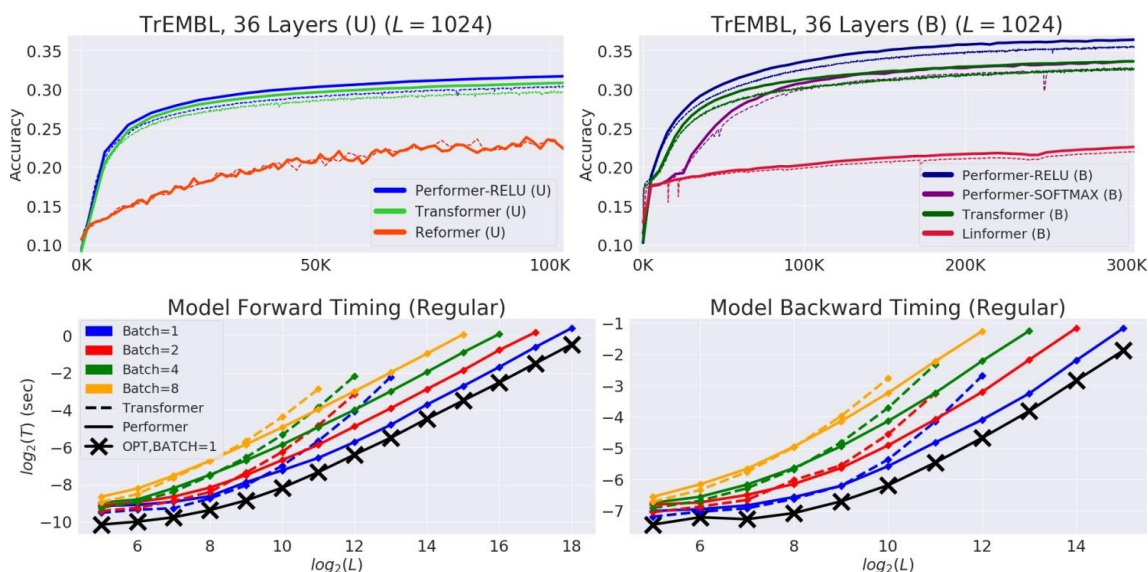 TrEMBL, 36 Layers (U) (L = 1024)
Accuracy
0.35
0.30
0.25
0.20
0.15
0.10
0K
50K
100K
Performer-RELU (U)
Transformer (U)
Reformer (U)
TrEMBL, 36 Layers (B) (L = 1024)
Accuracy
0.35
0.30
0.25
0.20
0.15
0.10
0K
100K
200K
300K
Performer-RELU (B)
Performer-SOFTMAX (B)
Transformer (B)
Linformer (B)
Model Forward Timing (Regular)
log₂(T) (sec)
0
−2
−4
−6
−8
−10
Batch=1
Batch=2
Batch=4
Batch=8
Transformer
Performer
OPT,BATCH=1
6
8
10
12
14
16
18
log₂(L)
Model Backward Timing (Regular)
−1
−2
−3
−4
−5
−6
−7
6
8
10
12
14
log₂(L)